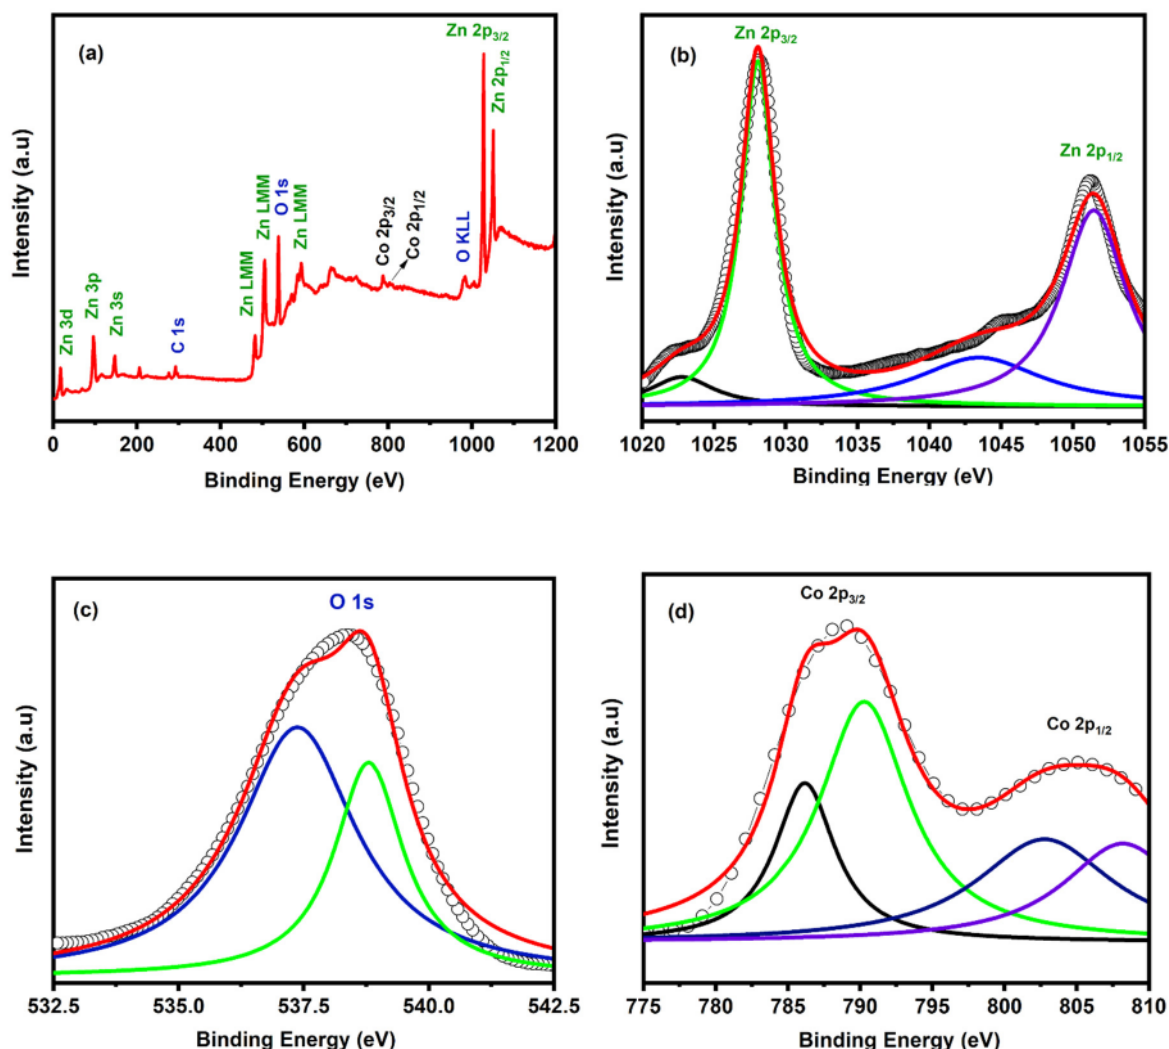 (a)
Zn 2p3/2
Zn 2p1/2
Zn 3d
Zn 3p
Zn 3s
C 1s
Zn LMM
Zn LMM
O 1s
Zn LMM
Co 2p3/2
Co 2p1/2
O KLL
Intensity (a.u)
0 200 400 600 800 1000 1200
Binding Energy (eV)
(b)
Zn 2p3/2
Zn 2p1/2
Intensity (a.u)
1020 1025 1030 1035 1040 1045 1050 1055
Binding Energy (eV)
(c)
O 1s
Intensity (a.u)
532.5 535.0 537.5 540.0 542.5
Binding Energy (eV)
(d)
Co 2p3/2
Co 2p1/2
Intensity (a.u)
775 780 785 790 795 800 805 810
Binding Energy (eV)